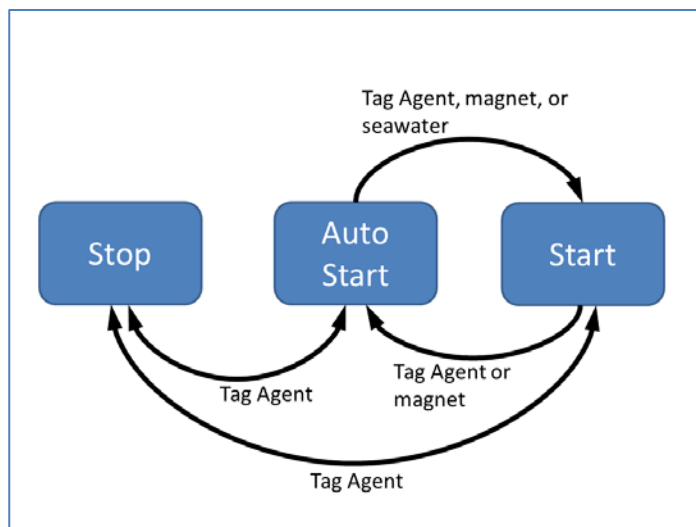 Tag Agent, magnet, or
seawater
Stop
Auto
Start
Start
Tag Agent
Tag Agent or
magnet
Tag Agent